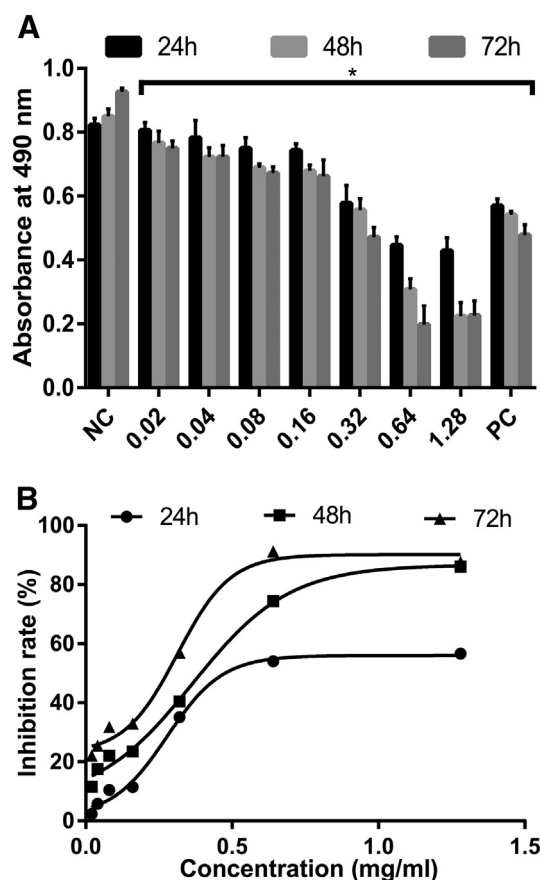 A
24h 48h 72h
*
Absorbance at 490 nm
1.0
0.8
0.6
0.4
0.2
0.0
NC 0.02 0.04 0.08 0.16 0.32 0.64 1.28 PC
B
24h 48h 72h
Inhibition rate (%)
100
80
60
40
20
0
0.0 0.5 1.0 1.5
Concentration (mg/ml)